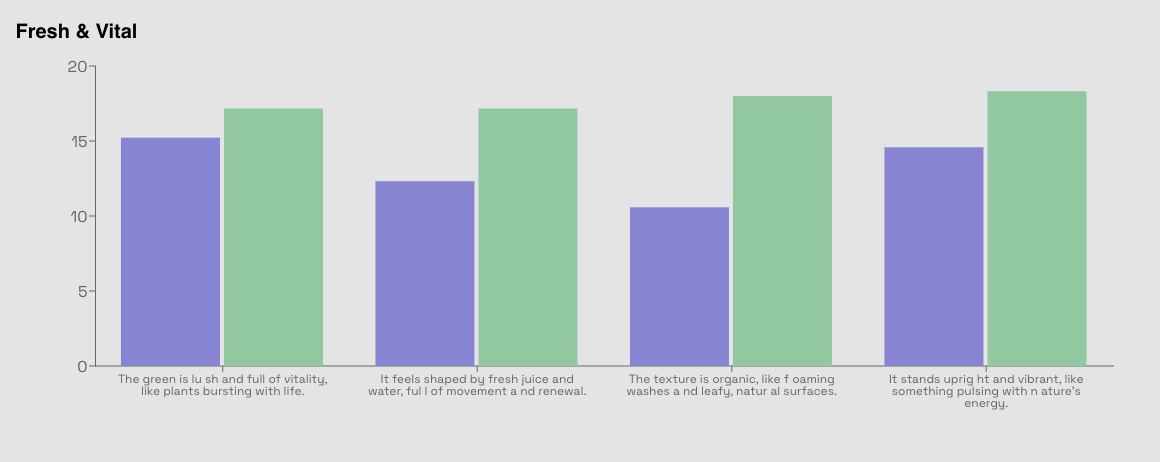 Fresh & Vital
20
15
10
5
0
The green is lu sh and full of vitality,
like plants bursting with life.
It feels shaped by fresh juice and
water, ful l of movement a nd renewal.
The texture is organic, like f oaming
washes a nd leafy, natur al surfaces.
It stands uprig ht and vibrant, like
something pulsing with n ature's
energy.